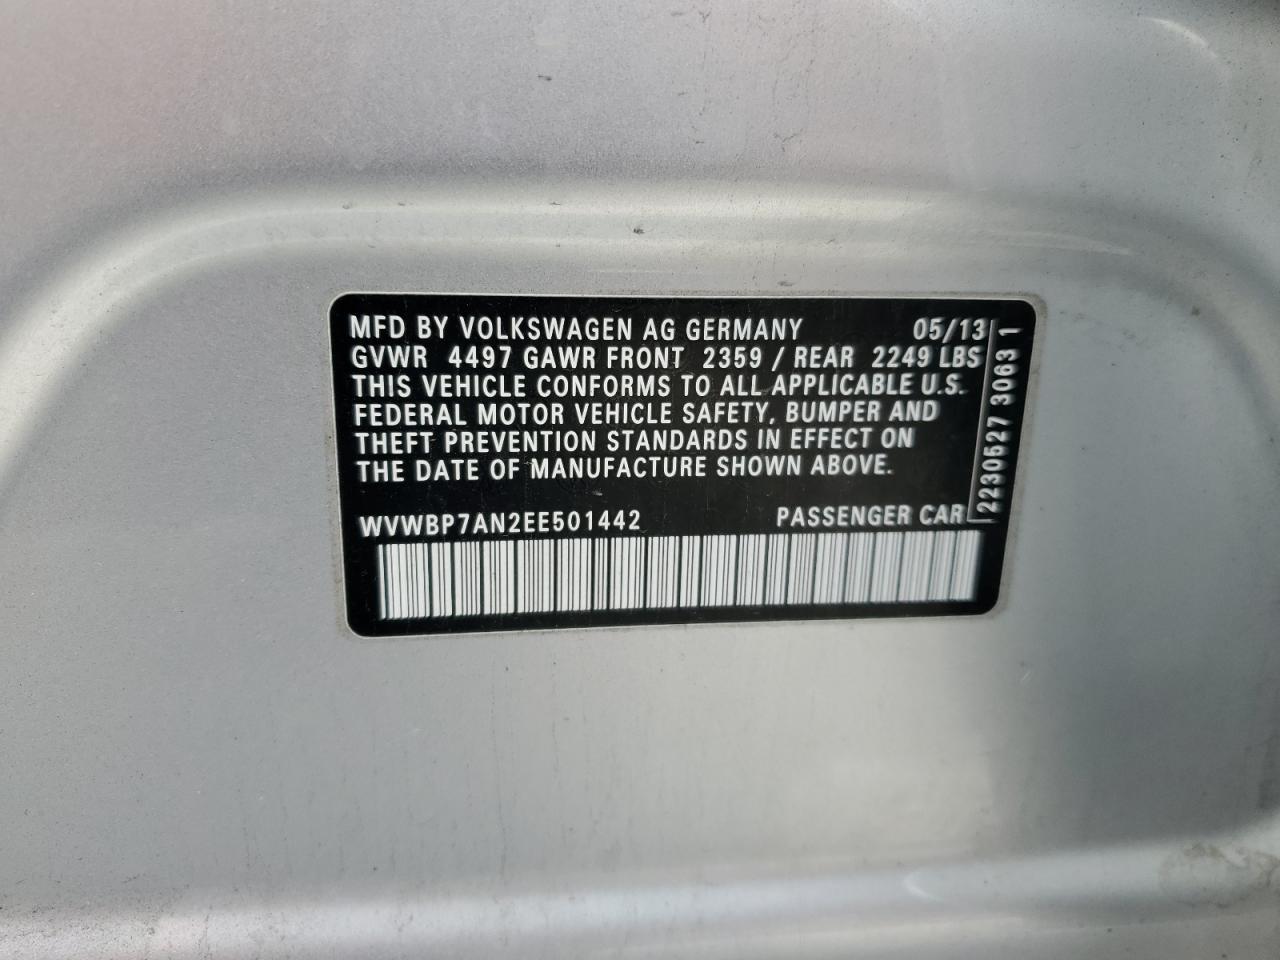 MFD BY VOLKSWAGEN AG GERMANY 05/13
GVWR 4497 GAWR FRONT 2359 / REAR 2249 LBS
THIS VEHICLE CONFORMS TO ALL APPLICABLE U.S.
FEDERAL MOTOR VEHICLE SAFETY, BUMPER AND
THEFT PREVENTION STANDARDS IN EFFECT ON
THE DATE OF MANUFACTURE SHOWN ABOVE.
WVWBP7AN2EE501442 PASSENGER CAR
2230527 3063 1